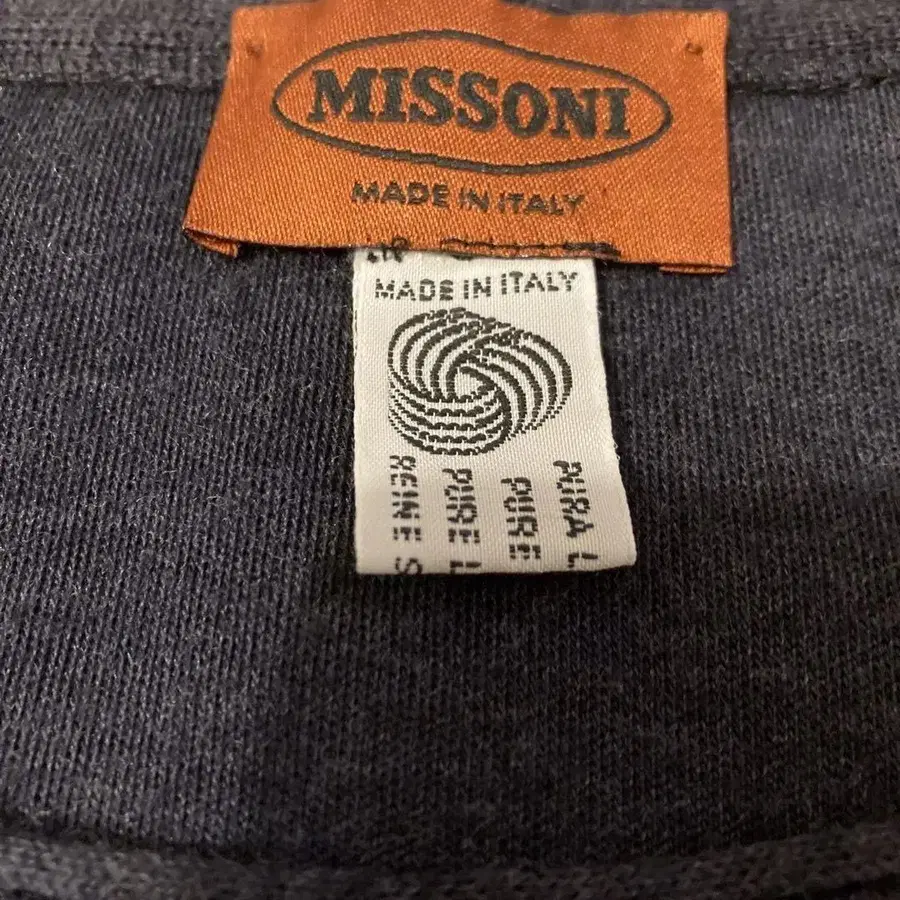 MISSONI
MADE IN ITALY
MADE IN ITALY
PURA L
PURE
PURE L
REINE S